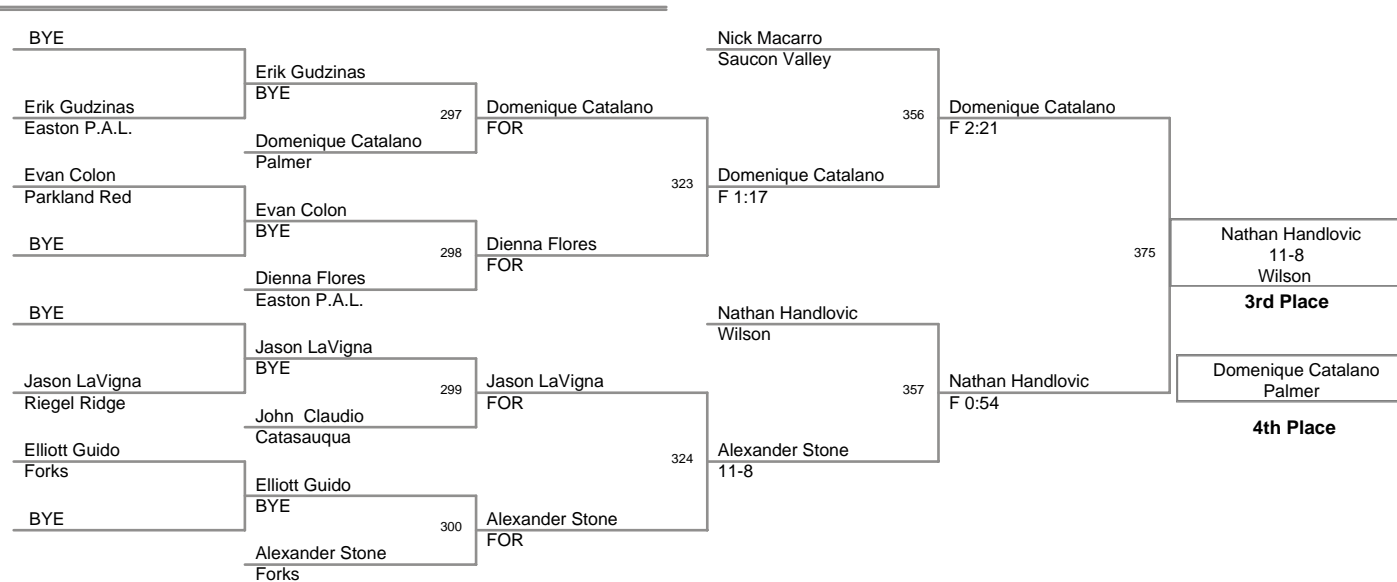 BYE
Erik Gudzinas
Easton P.A.L.
Evan Colon
Parkland Red
BYE
BYE
Jason LaVigna
Riegel Ridge
Elliott Guido
Forks
BYE
Erik Gudzinas
BYE
297
Domenique Catalano
Palmer
Evan Colon
BYE
298
Dienna Flores
Easton P.A.L.
Jason LaVigna
BYE
299
John Claudio
Catasauqua
Elliott Guido
BYE
300
Alexander Stone
Forks
Domenique Catalano
FOR
323
Dienna Flores
FOR
Jason LaVigna
FOR
324
Alexander Stone
FOR
Nick Macarro
Saucon Valley
356
Domenique Catalano
F 1:17
Nathan Handlovic
Wilson
357
Alexander Stone
11-8
Domenique Catalano
F 2:21
375
Nathan Handlovic
F 0:54
Nathan Handlovic
11-8
Wilson
3rd Place
Domenique Catalano
Palmer
4th Place